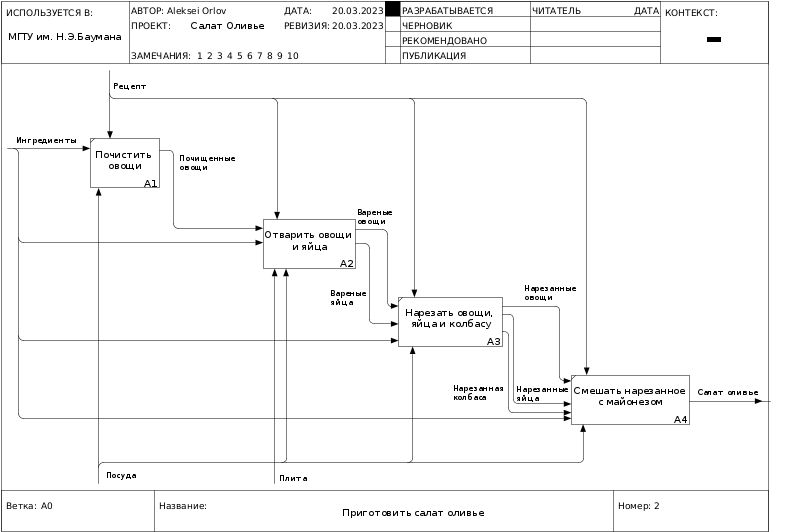 ИСПОЛЬЗУЕТСЯ В:
МГТУ им. Н.Э.Баумана
АВТОР: Aleksei Orlov
ДАТА: 20.03.2023
ПРОЕКТ: Салат Оливье
РЕВИЗИЯ: 20.03.2023
ЗАМЕЧАНИЯ: 1 2 3 4 5 6 7 8 9 10
РАЗРАБАТЫВАЕТСЯ
ЧЕРНОВИК
РЕКОМЕНДОВАНО
ПУБЛИКАЦИЯ
ЧИТАТЕЛЬ ДАТА
КОНТЕКСТ:
Рецепт
Ингредиенты
Почистить
овощи
A1
Почищенные
овощи
Отварить овощи
и яйца
A2
Вареные
овощи
Вареные
яйца
Нарезать овощи,
яйца и колбасу
A3
Нарезанные
овощи
Нарезанная
колбаса
Нарезанные
яйца
Смешать нарезанное
с майонезом
A4
Салат оливье
Посуда
Плита
Ветка: A0
Название:
Приготовить салат оливье
Номер: 2